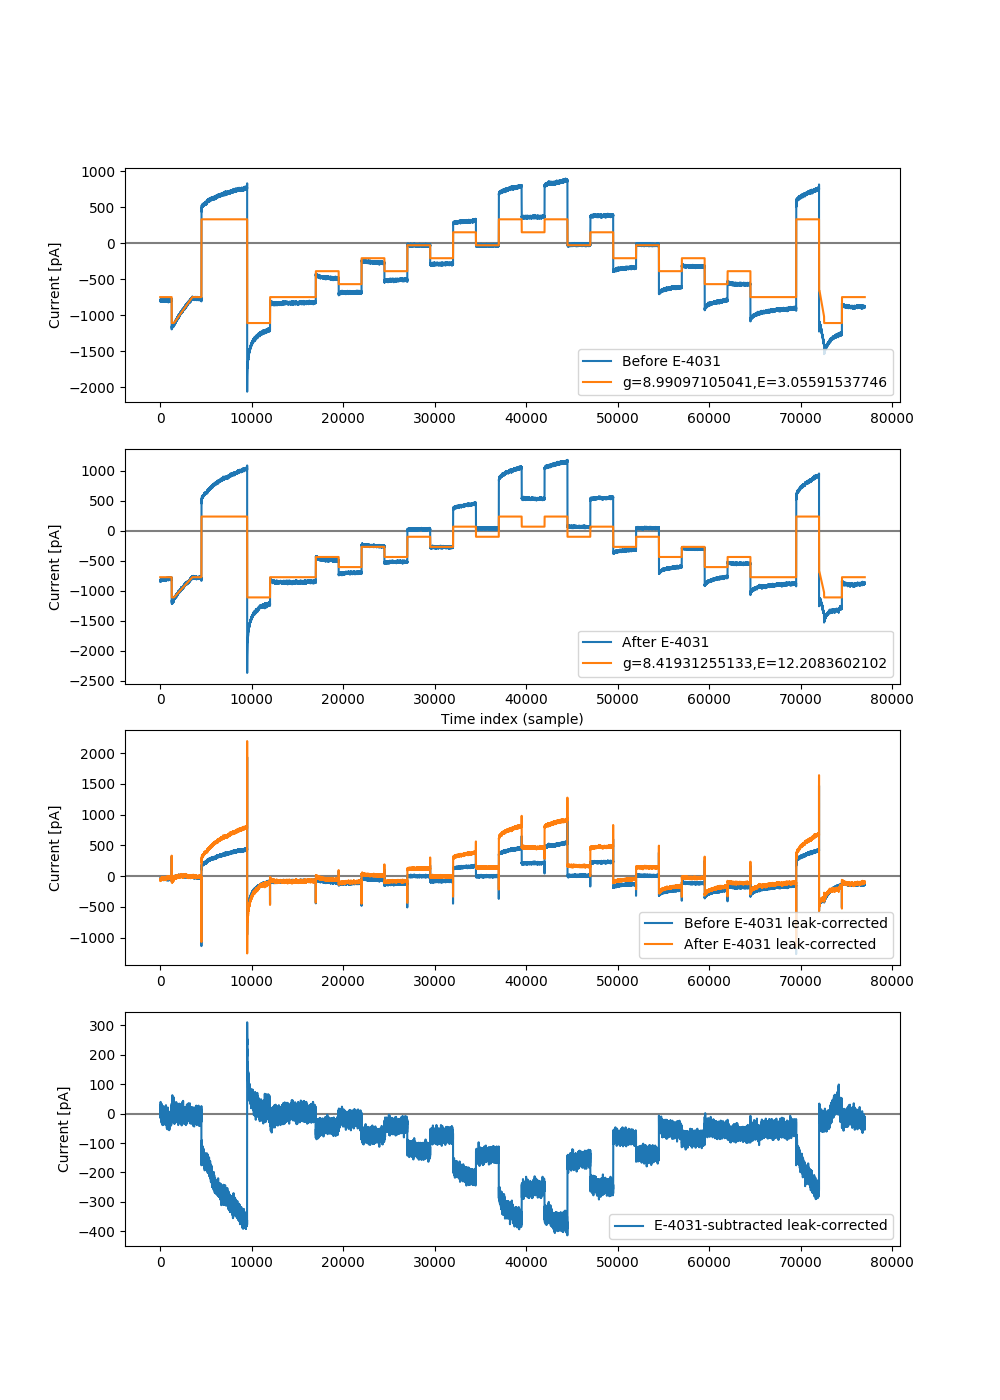 1000
500
0
−500
−1000
−1500
−2000
Current [pA]
Before E-4031
g=8.99097105041,E=3.05591537746
0 10000 20000 30000 40000 50000 60000 70000 80000
1000
500
0
−500
−1000
−1500
−2000
−2500
Current [pA]
After E-4031
g=8.41931255133,E=12.2083602102
0 10000 20000 30000 40000 50000 60000 70000 80000
Time index (sample)
2000
1500
1000
500
0
−500
−1000
Current [pA]
Before E-4031 leak-corrected
After E-4031 leak-corrected
0 10000 20000 30000 40000 50000 60000 70000 80000
300
200
100
0
−100
−200
−300
−400
Current [pA]
E-4031-subtracted leak-corrected
0 10000 20000 30000 40000 50000 60000 70000 80000